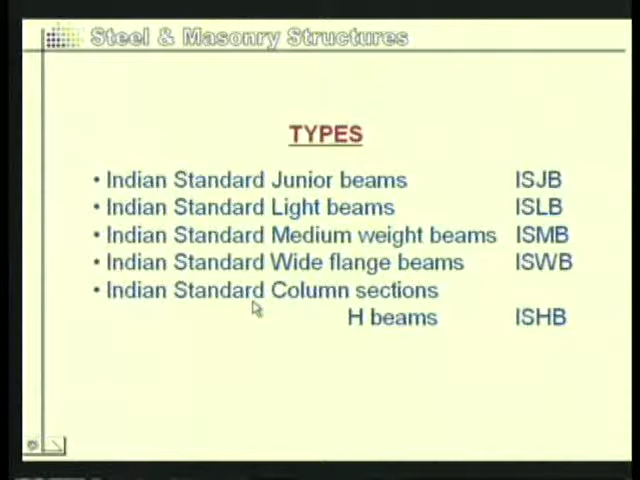 Steel & Masonry Structures
TYPES
• Indian Standard Junior beams ISJB
• Indian Standard Light beams ISLB
• Indian Standard Medium weight beams ISMB
• Indian Standard Wide flange beams ISWB
• Indian Standard Column sections
H beams ISHB